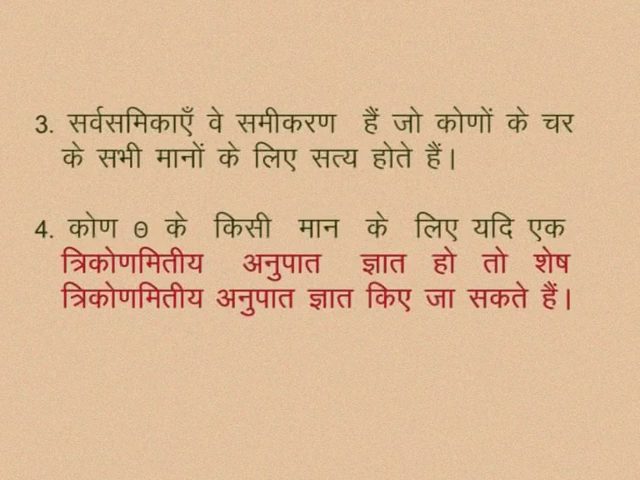 3. सर्वसमिकाएँ वे समीकरण हैं जो कोणों के चर
के सभी मानों के लिए सत्य होते हैं।
4. कोण θ के किसी मान के लिए यदि एक
त्रिकोणमितीय अनुपात ज्ञात हो तो शेष
त्रिकोणमितीय अनुपात ज्ञात किए जा सकते हैं।